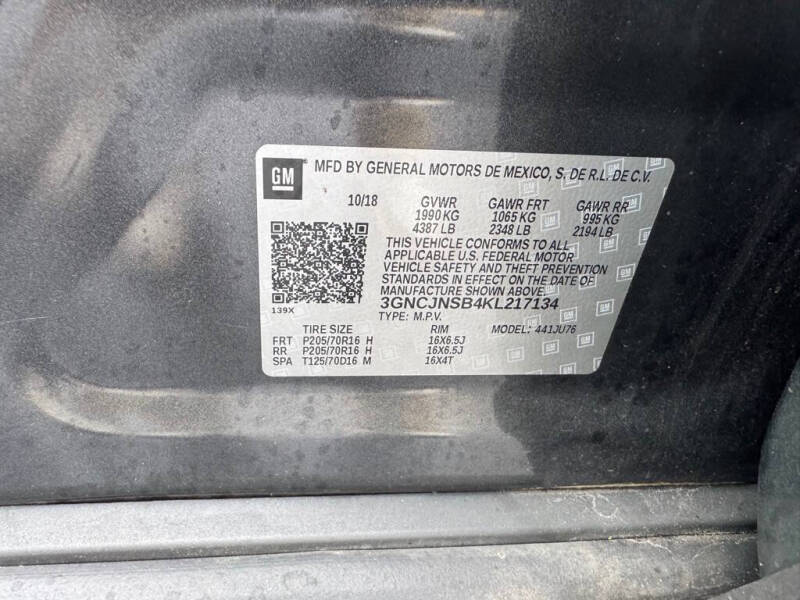 GM MFD BY GENERAL MOTORS DE MEXICO, S. DE R.L. DE C.V.
10/18 GVWR GAWR FRT GAWR RR
1990 KG 1065 KG 995 KG
4387 LB 2348 LB 2194 LB
THIS VEHICLE CONFORMS TO ALL
APPLICABLE U.S. FEDERAL MOTOR
VEHICLE SAFETY AND THEFT PREVENTION
STANDARDS IN EFFECT ON THE DATE OF
MANUFACTURE SHOWN ABOVE.
3GNCJNSB4KL217134
139X TYPE: M.P.V.
TIRE SIZE RIM MODEL: 441JU76
FRT P205/70R16 H 16X6.5J
RR P205/70R16 H 16X6.5J
SPA T125/70D16 M 16X4T